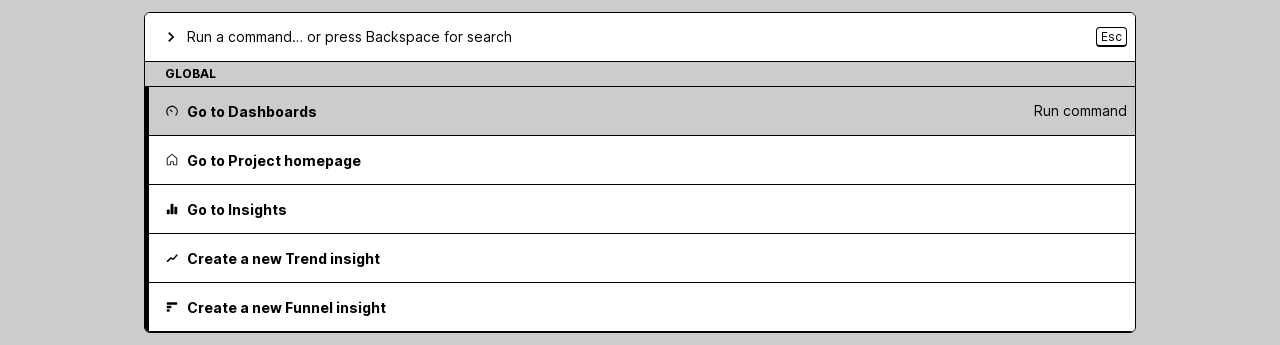 Run a command… or press Backspace for search
Esc
GLOBAL
Go to Dashboards
Run command
Go to Project homepage
Go to Insights
Create a new Trend insight
Create a new Funnel insight